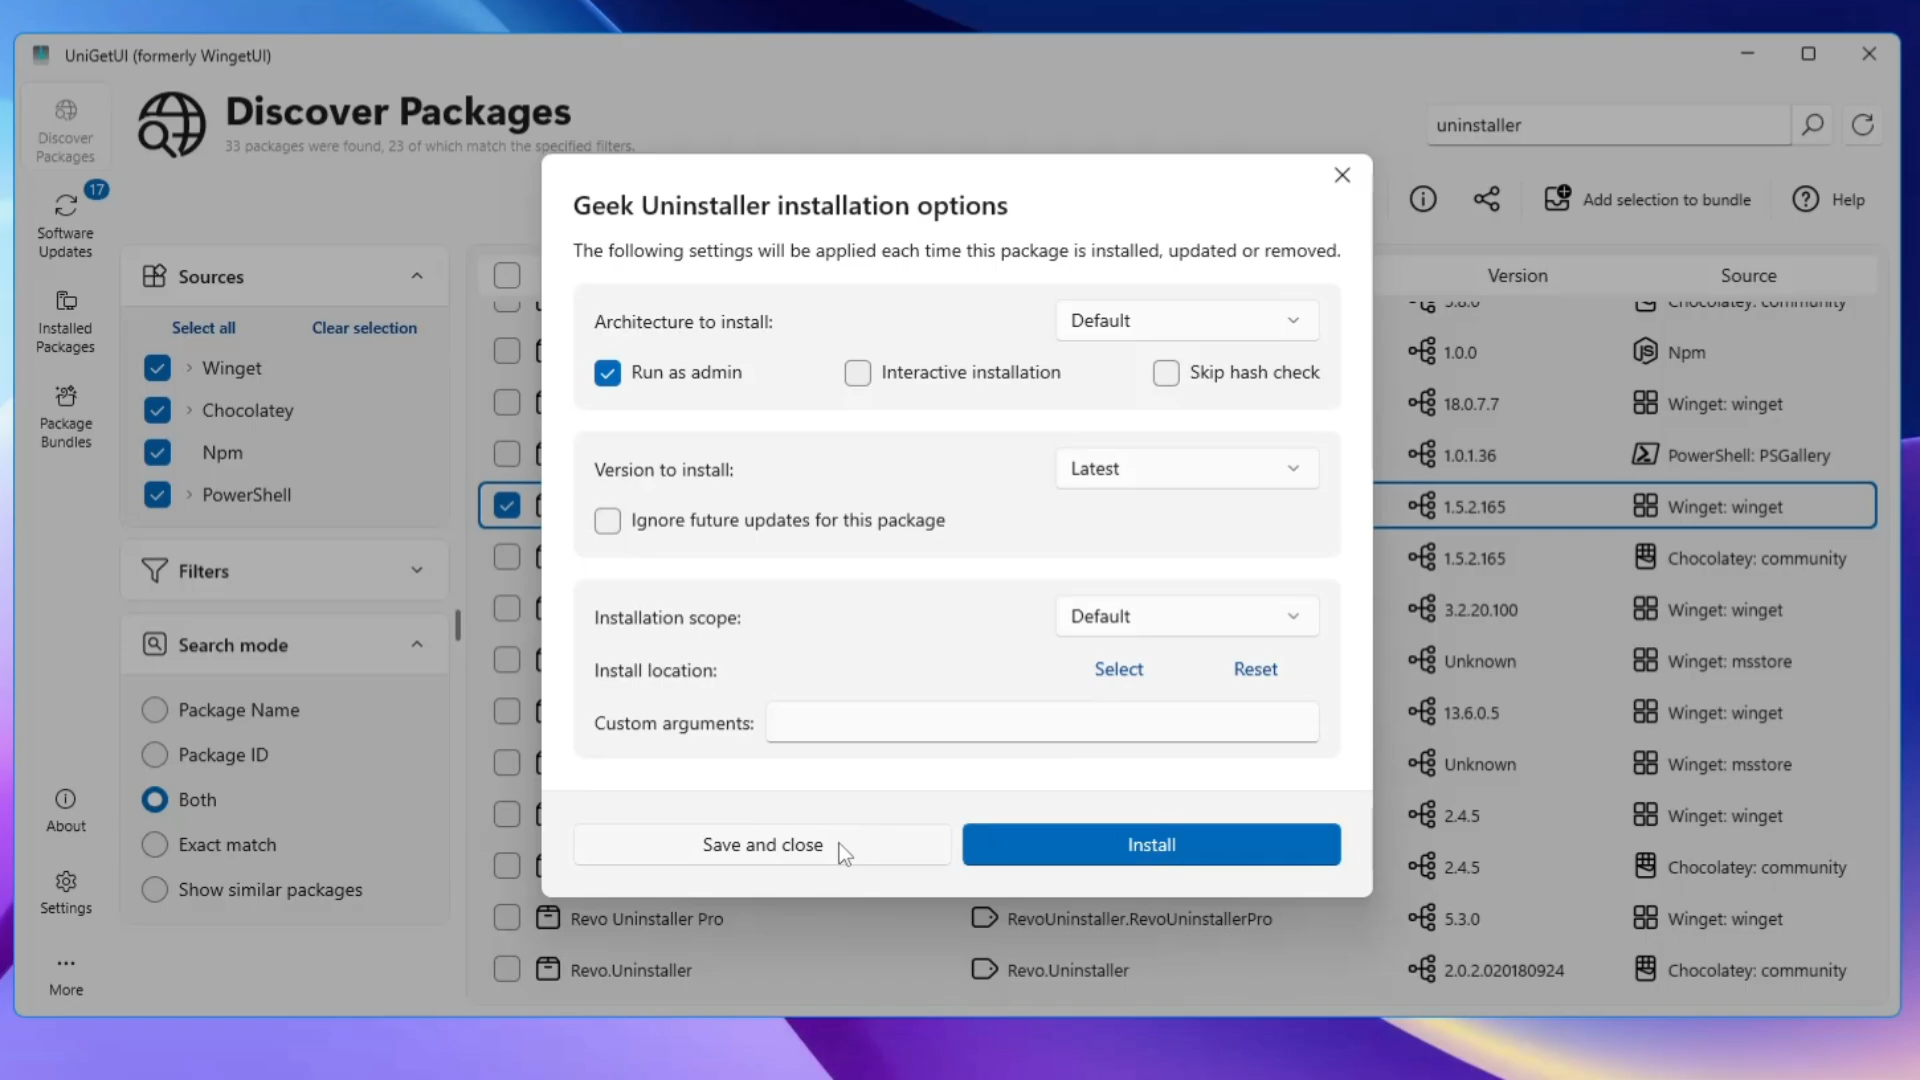 UniGetUI (formerly WingetUI)
Discover Packages
33 packages were found, 23 of which match the specified filters.
uninstaller
Add selection to bundle
Help
Discover
Packages
17
Software
Updates
Installed
Packages
Package
Bundles
About
Settings
More
Sources
Select all
Clear selection
Winget
Chocolatey
Npm
PowerShell
Filters
Search mode
Package Name
Package ID
Both
Exact match
Show similar packages
Geek Uninstaller installation options
The following settings will be applied each time this package is installed, updated or removed.
Architecture to install:
Default
Run as admin
Interactive installation
Skip hash check
Version to install:
Latest
Ignore future updates for this package
Installation scope:
Default
Install location:
Select
Reset
Custom arguments:
Save and close
Install
Version
Source
5.8.0
Chocolatey: community
1.0.0
Npm
18.0.7.7
Winget: winget
1.0.1.36
PowerShell: PSGallery
1.5.2.165
Winget: winget
1.5.2.165
Chocolatey: community
3.2.20.100
Winget: winget
Unknown
Winget: msstore
13.6.0.5
Winget: winget
Unknown
Winget: msstore
2.4.5
Winget: winget
2.4.5
Chocolatey: community
Revo Uninstaller Pro
RevoUninstaller.RevoUninstallerPro
5.3.0
Winget: winget
Revo.Uninstaller
Revo.Uninstaller
2.0.2.020180924
Chocolatey: community